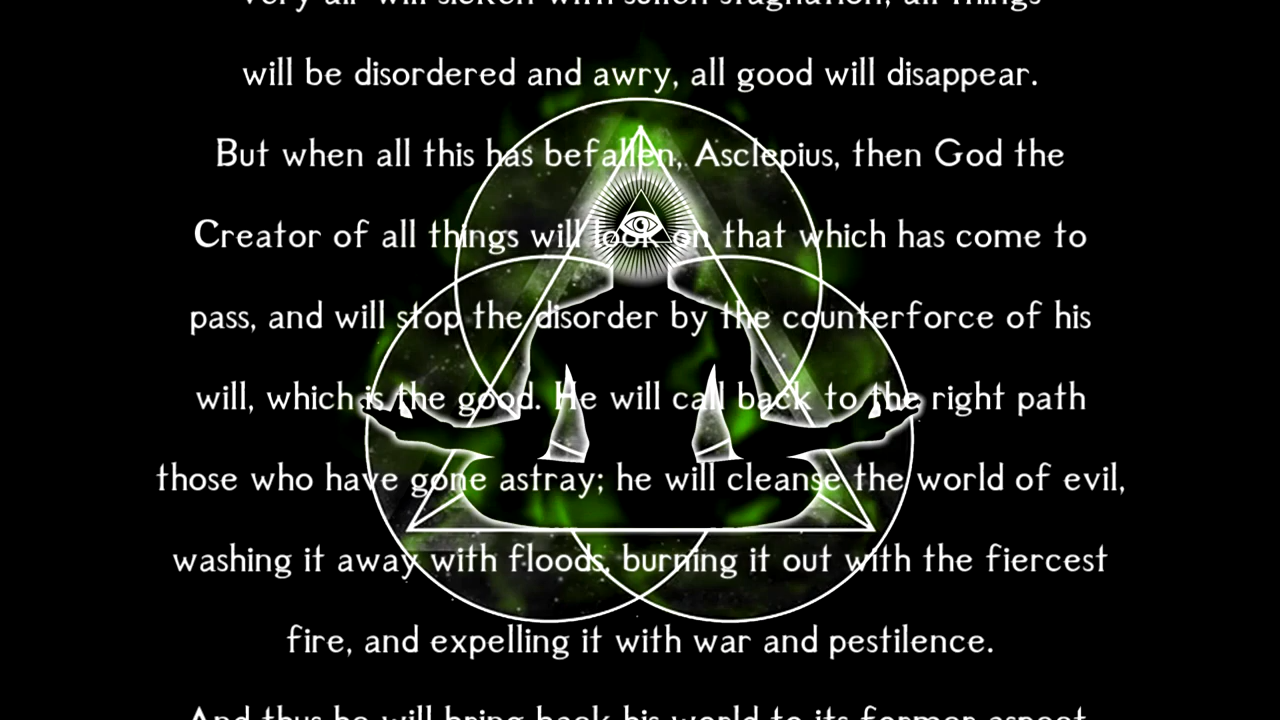 very air will sicken with sullen stagnation; all things
will be disordered and awry, all good will disappear.
But when all this has befallen, Asclepius, then God the
Creator of all things will look on that which has come to
pass, and will stop the disorder by the counterforce of his
will, which is the good. He will call back to the right path
those who have gone astray; he will cleanse the world of evil,
washing it away with floods, burning it out with the fiercest
fire, and expelling it with war and pestilence.
And thus he will bring back his world to its former aspect,